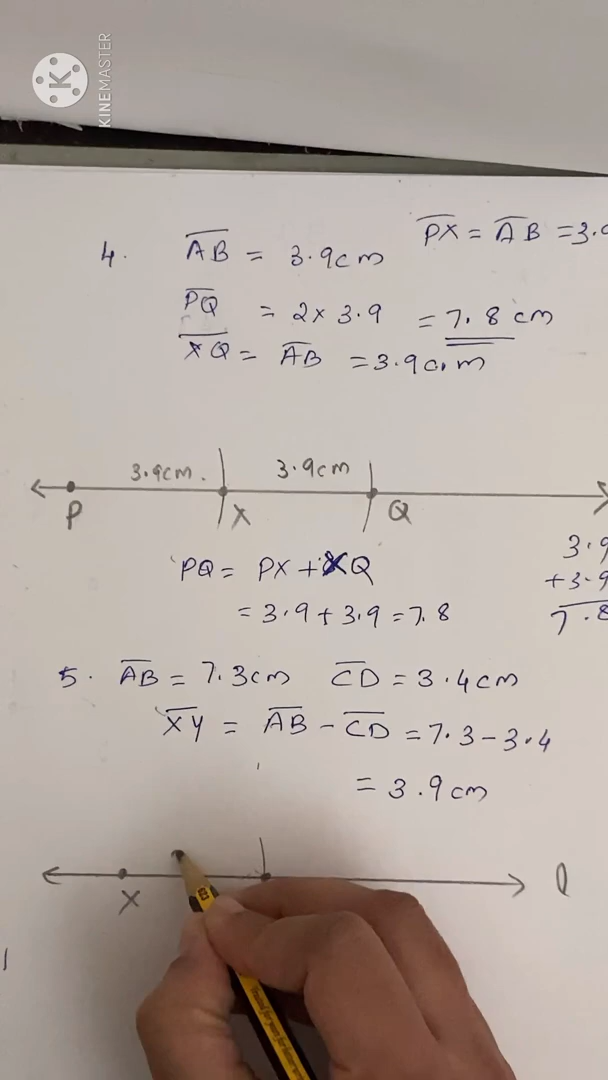 KINEMASTER
4. AB = 3.9cm PX = AB = 3.9
PQ = 2x 3.9 = 7.8 cm
XQ = AB = 3.9cm
3.9cm. 3.9cm
P X Q
PQ = PX + XQ
= 3.9 + 3.9 = 7.8
3.9
+3.9
7.8
5. AB = 7.3cm CD = 3.4cm
XY = AB - CD = 7.3 - 3.4
= 3.9cm
X l